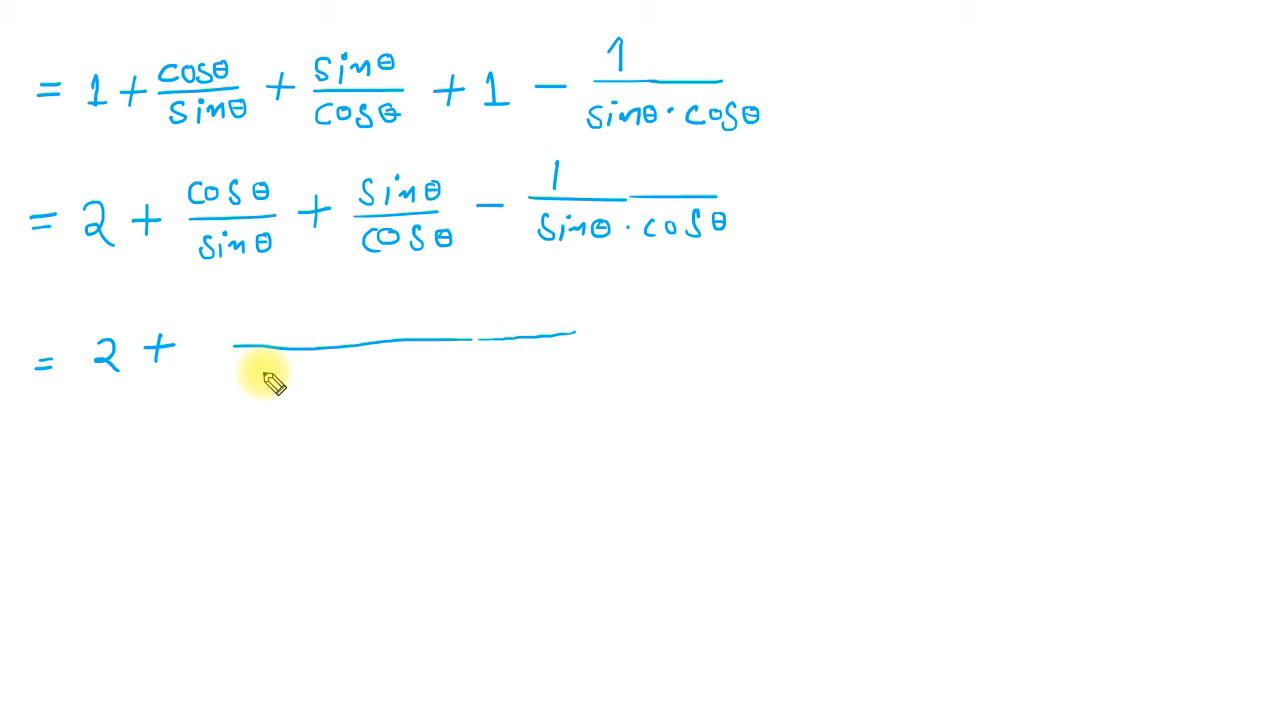 = 1 + cosθ/sinθ + sinθ/cosθ + 1 − 1/(sinθ · cosθ)
= 2 + cosθ/sinθ + sinθ/cosθ − 1/(sinθ · cosθ)
= 2 +